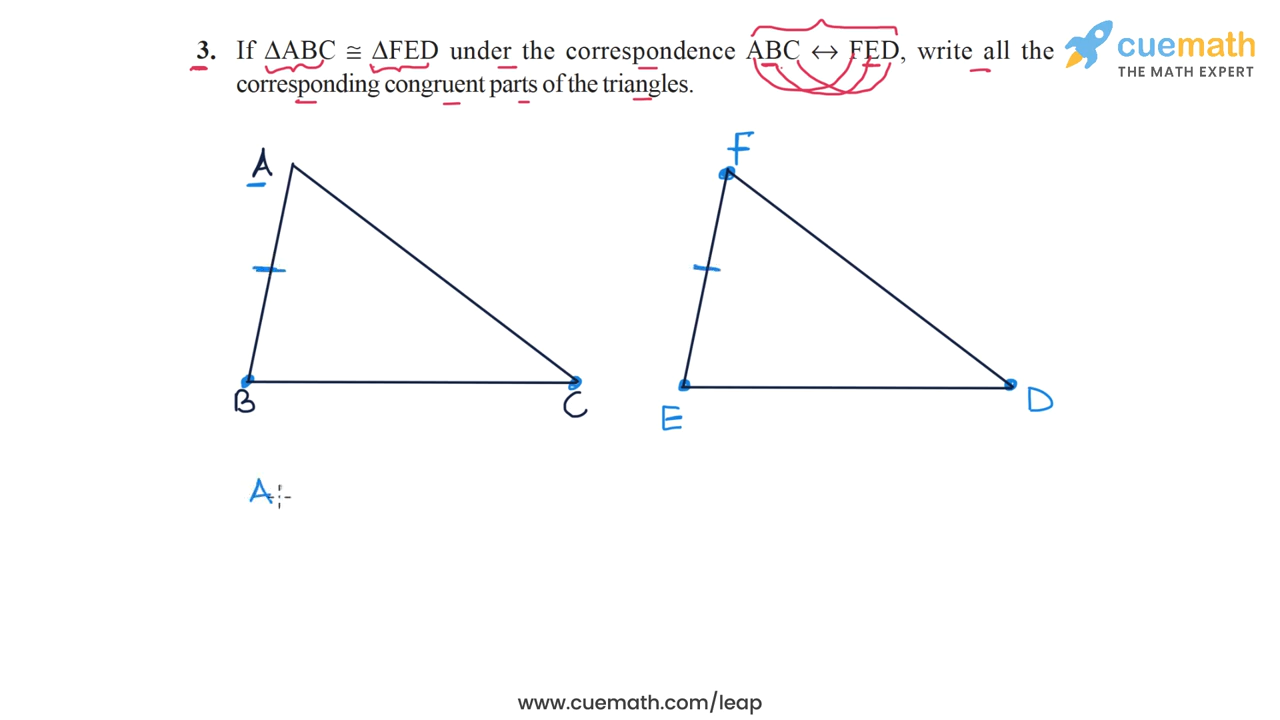 3. If ΔABC ≅ ΔFED under the correspondence ABC ↔ FED, write all the
corresponding congruent parts of the triangles.
cuemath
THE MATH EXPERT
A
F
B
C
E
D
A
www.cuemath.com/leap